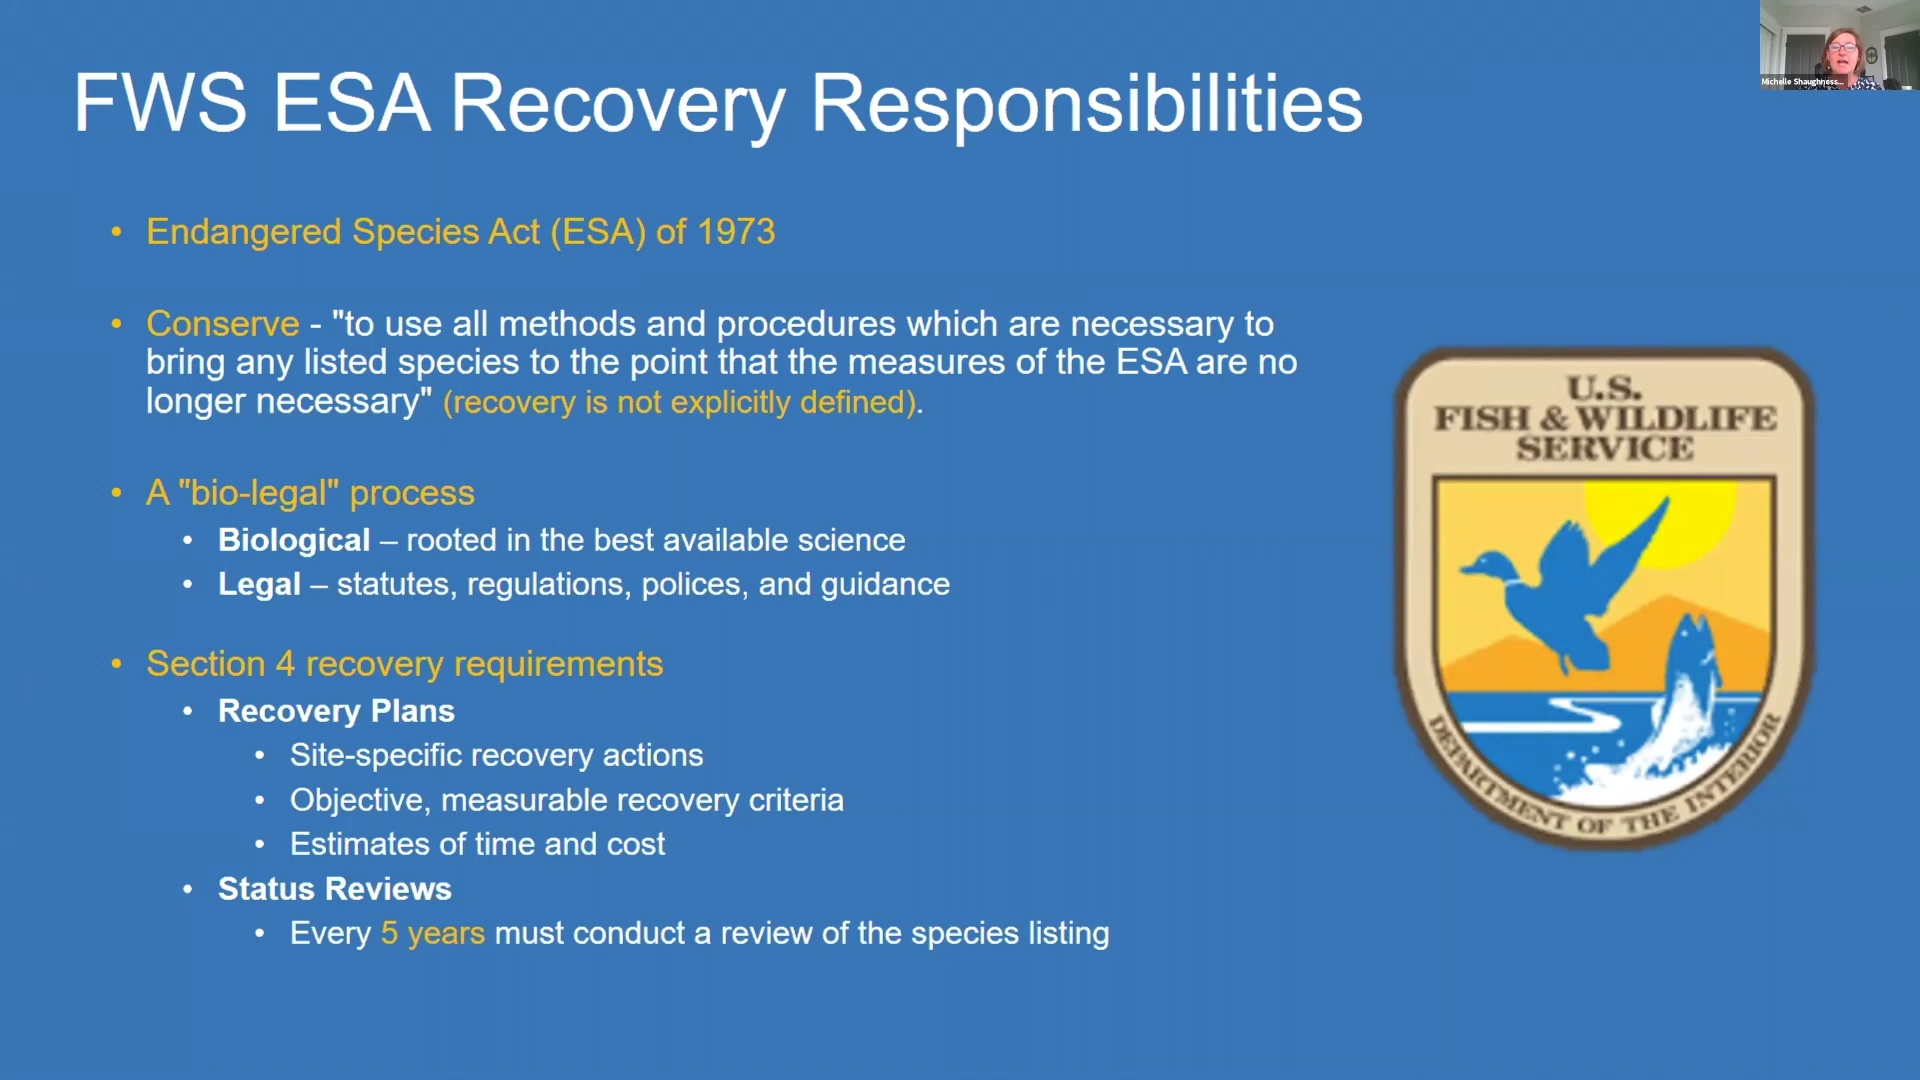 Michelle Shaughness...
FWS ESA Recovery Responsibilities
• Endangered Species Act (ESA) of 1973
• Conserve - "to use all methods and procedures which are necessary to
bring any listed species to the point that the measures of the ESA are no
longer necessary" (recovery is not explicitly defined).
• A "bio-legal" process
• Biological – rooted in the best available science
• Legal – statutes, regulations, polices, and guidance
• Section 4 recovery requirements
• Recovery Plans
• Site-specific recovery actions
• Objective, measurable recovery criteria
• Estimates of time and cost
• Status Reviews
• Every 5 years must conduct a review of the species listing
U.S.
FISH & WILDLIFE
SERVICE
DEPARTMENT OF THE INTERIOR